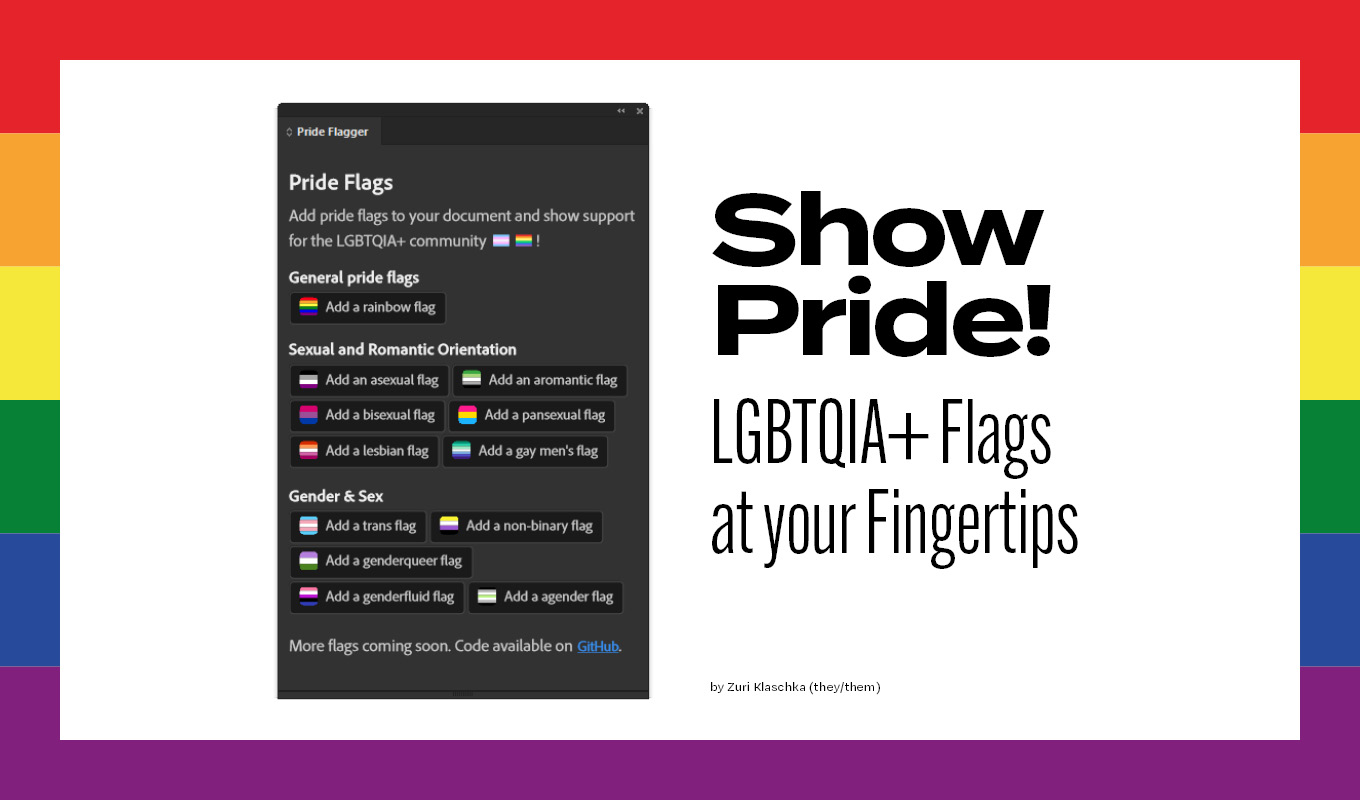 Pride Flagger
Pride Flags
Add pride flags to your document and show support
for the LGBTQIA+ community !
General pride flags
Add a rainbow flag
Sexual and Romantic Orientation
Add an asexual flag Add an aromantic flag
Add a bisexual flag Add a pansexual flag
Add a lesbian flag Add a gay men's flag
Gender & Sex
Add a trans flag Add a non-binary flag
Add a genderqueer flag
Add a genderfluid flag Add a agender flag
More flags coming soon. Code available on GitHub.
Show
Pride!
LGBTQIA+ Flags
at your Fingertips
by Zuri Klaschka (they/them)